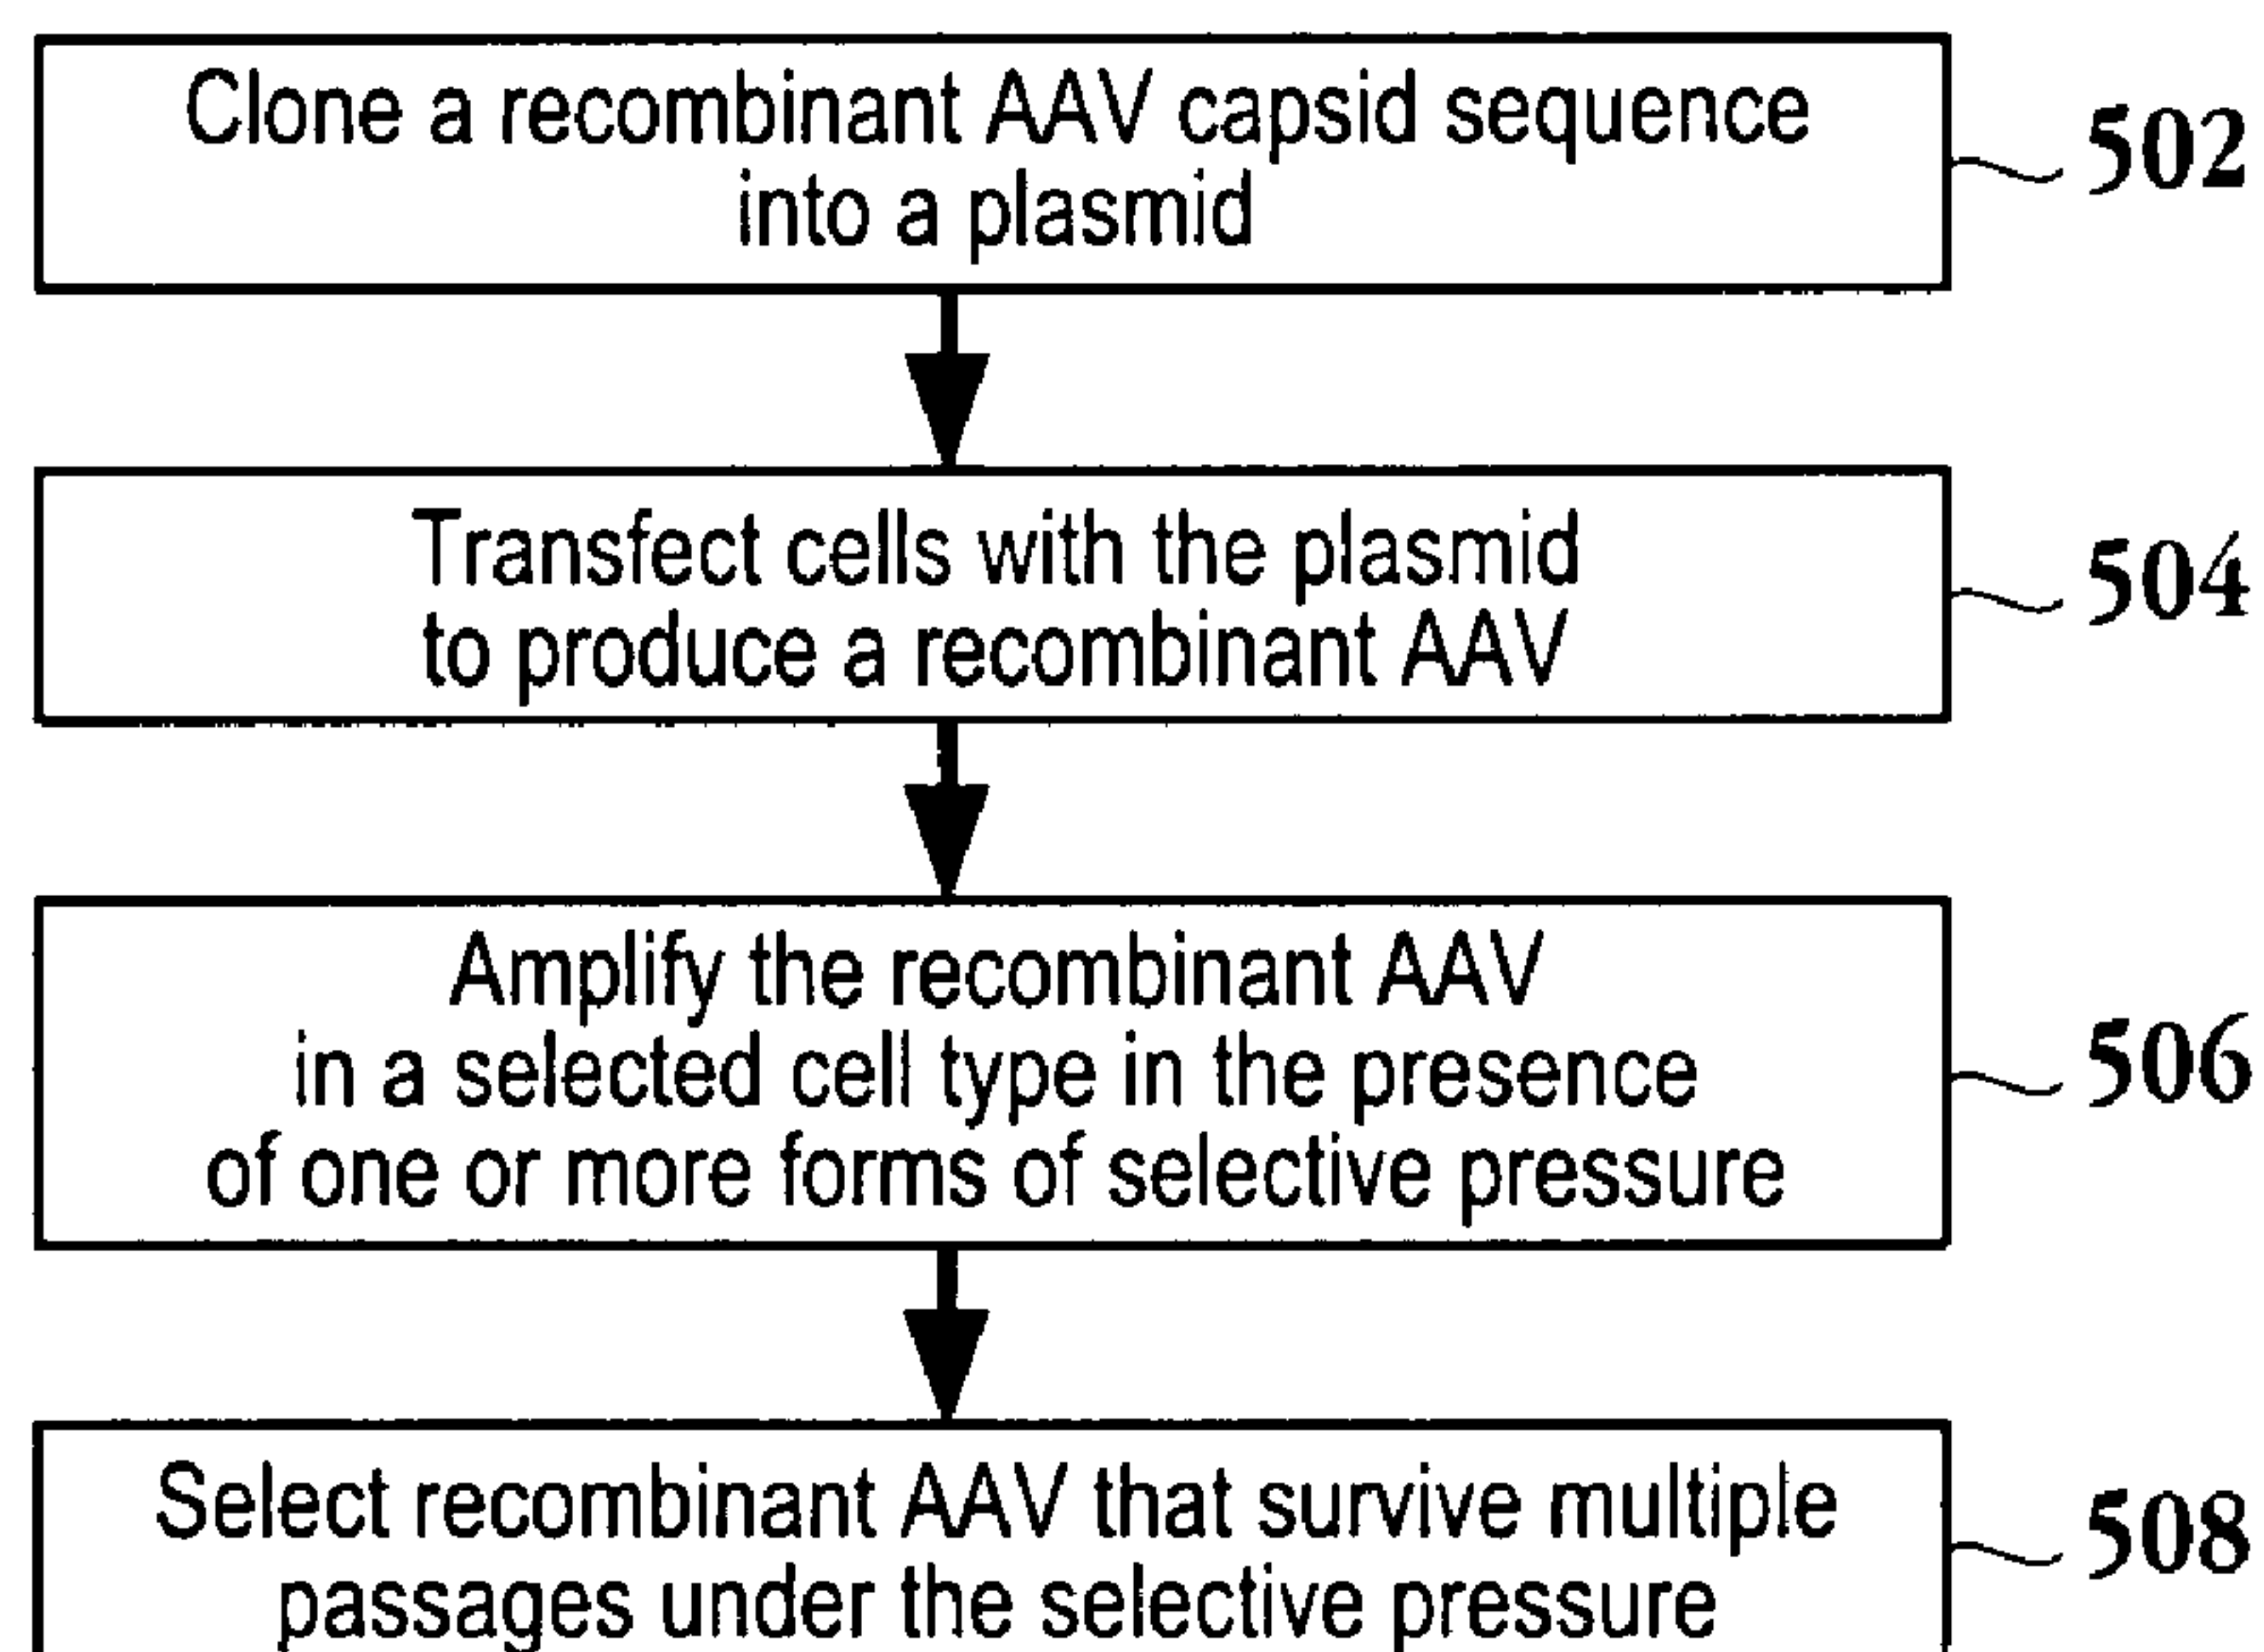 Clone a recombinant AAV capsid sequence
into a plasmid
502
Transfect cells with the plasmid
to produce a recombinant AAV
504
Amplify the recombinant AAV
in a selected cell type in the presence
of one or more forms of selective pressure
506
Select recombinant AAV that survive multiple
passages under the selective pressure
508